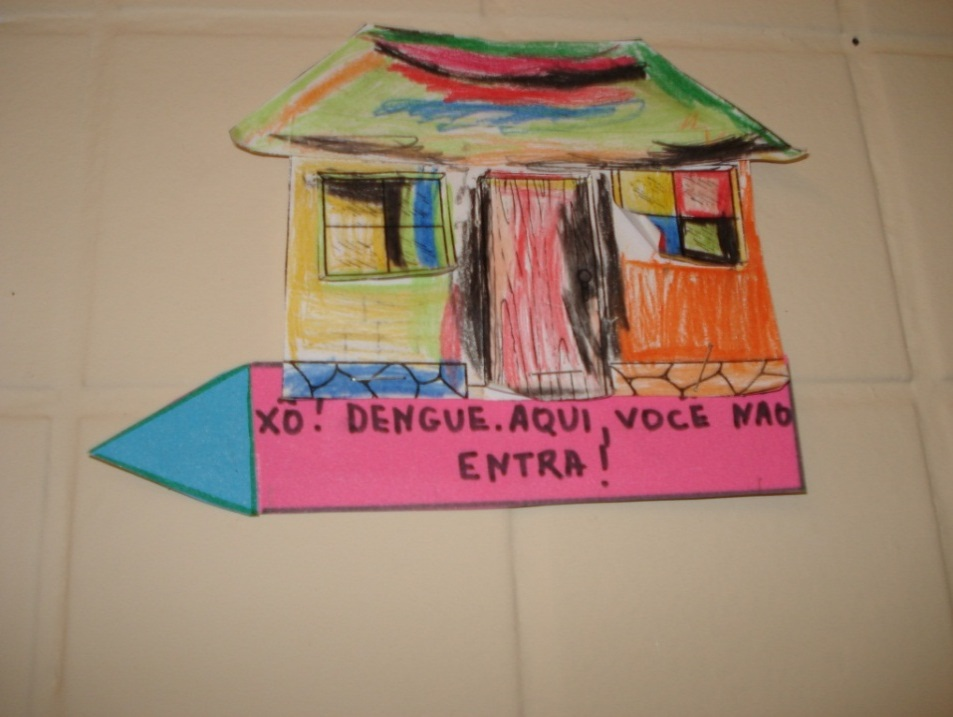 XÔ! DENGUE. AQUI, VOCE NAO
ENTRA!